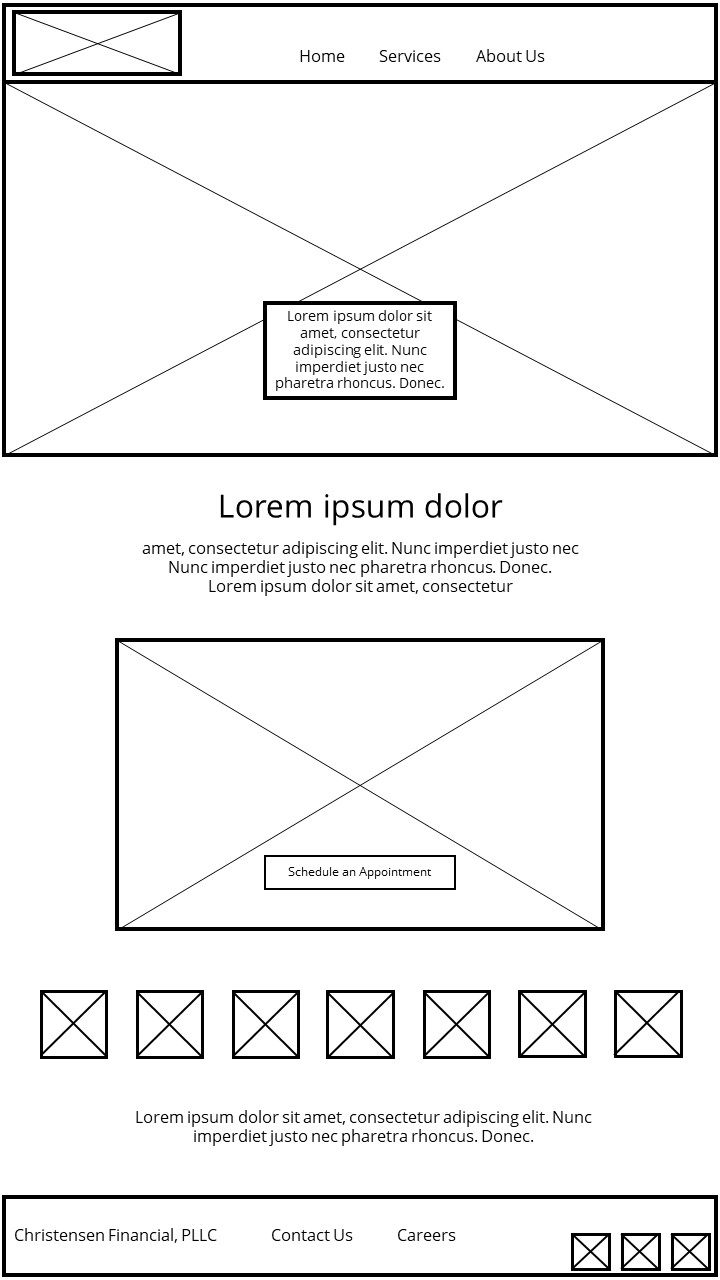 Home Services About Us
Lorem ipsum dolor sit
amet, consectetur
adipiscing elit. Nunc
imperdiet justo nec
pharetra rhoncus. Donec.
Lorem ipsum dolor
amet, consectetur adipiscing elit. Nunc imperdiet justo nec
Nunc imperdiet justo nec pharetra rhoncus. Donec.
Lorem ipsum dolor sit amet, consectetur
Schedule an Appointment
Lorem ipsum dolor sit amet, consectetur adipiscing elit. Nunc
imperdiet justo nec pharetra rhoncus. Donec.
Christensen Financial, PLLC Contact Us Careers